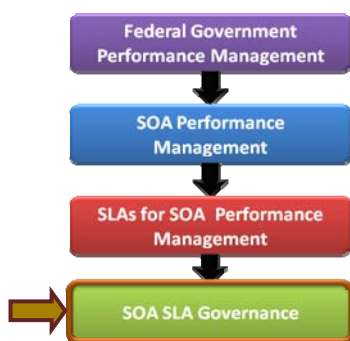 Federal Government
Performance Management
SOA Performance
Management
SLAs for SOA  Performance
Management
SOA SLA Governance